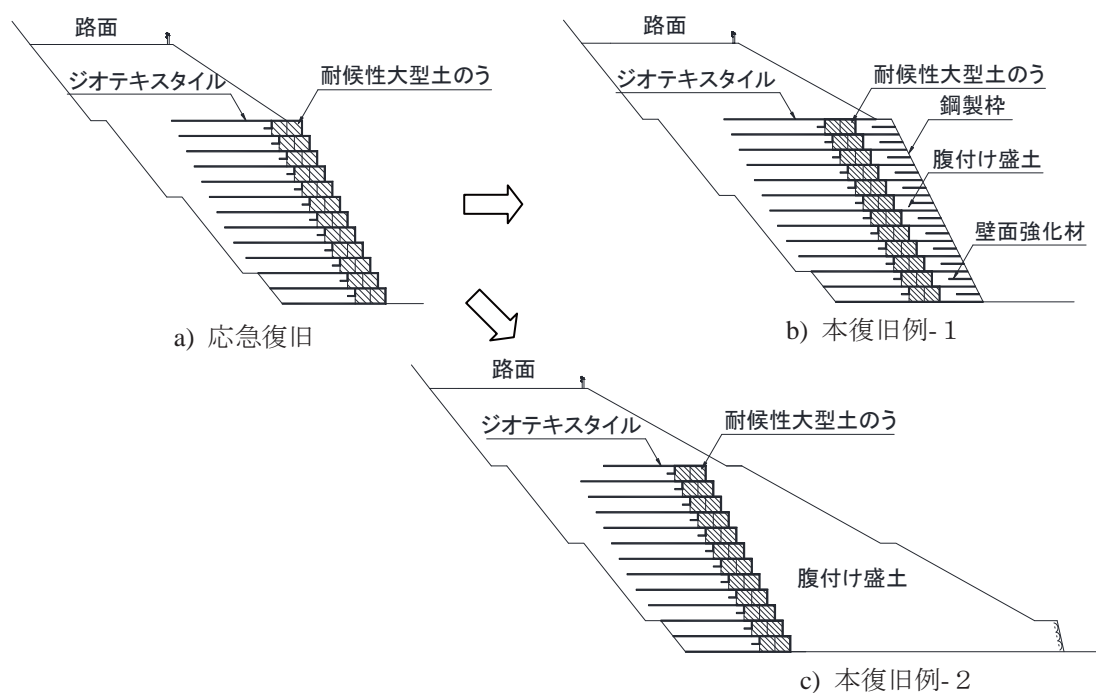 路面
ジオテキスタイル
耐候性大型土のう
a) 応急復旧
路面
ジオテキスタイル
耐候性大型土のう
鋼製枠
腹付け盛土
壁面強化材
b) 本復旧例-１
路面
ジオテキスタイル
耐候性大型土のう
腹付け盛土
c) 本復旧例-２